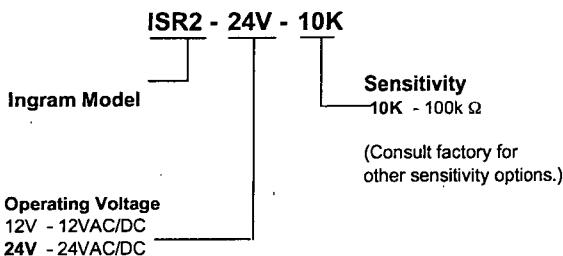 ISR2 - 24V - 10K
Ingram Model
Sensitivity
10K - 100k Ω
(Consult factory for
other sensitivity options.)
Operating Voltage
12V - 12VAC/DC
24V - 24VAC/DC